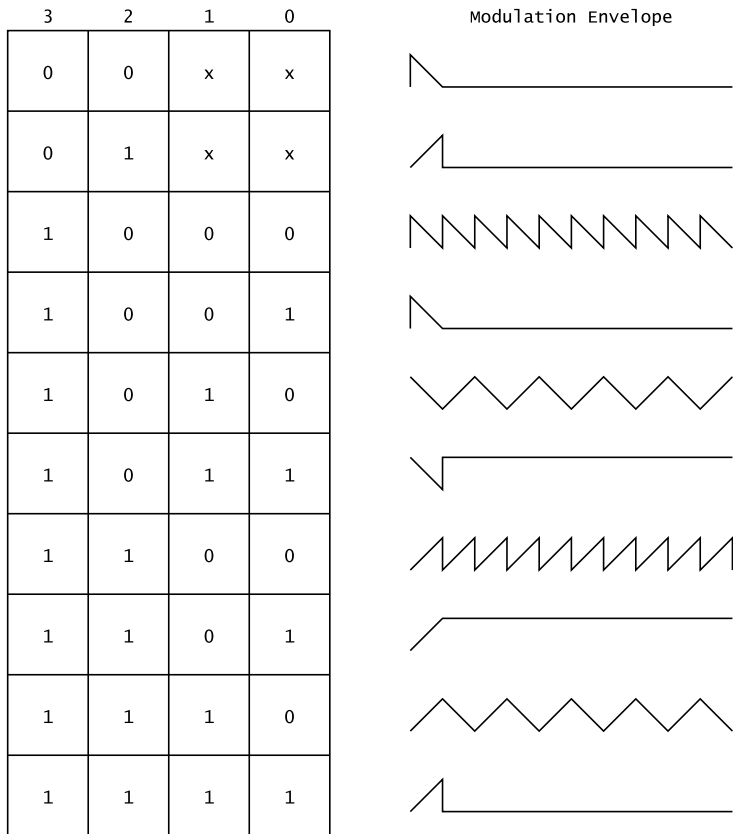 3 2 1 0 Modulation Envelope
0 0 x x
0 1 x x
1 0 0 0
1 0 0 1
1 0 1 0
1 0 1 1
1 1 0 0
1 1 0 1
1 1 1 0
1 1 1 1